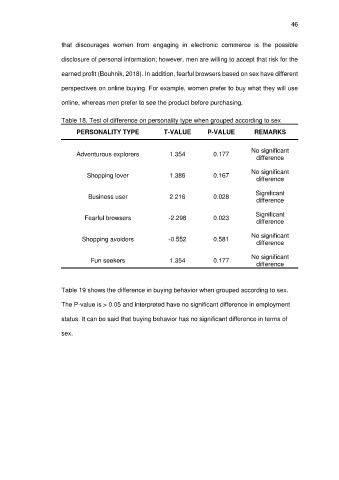 46
that discourages women from engaging in electronic commerce is the possible
disclosure of personal information; however, men are willing to accept that risk for the
earned profit (Bouhnik, 2018). In addition, fearful browsers based on sex have different
perspectives on online buying. For example, women prefer to buy what they will use
online, whereas men prefer to see the product before purchasing.
Table 18. Test of difference on personality type when grouped according to sex
PERSONALITY TYPE T-VALUE P-VALUE REMARKS
Adventurous explorers 1.354 0.177 No significant difference
Shopping lover 1.386 0.167 No significant difference
Business user 2.216 0.028 Significant difference
Fearful browsers -2.298 0.023 Significant difference
Shopping avoiders -0.552 0.581 No significant difference
Fun seekers 1.354 0.177 No significant difference
Table 19 shows the difference in buying behavior when grouped according to sex.
The P-value is > 0.05 and interpreted have no significant difference in employment
status. It can be said that buying behavior has no significant difference in terms of
sex.